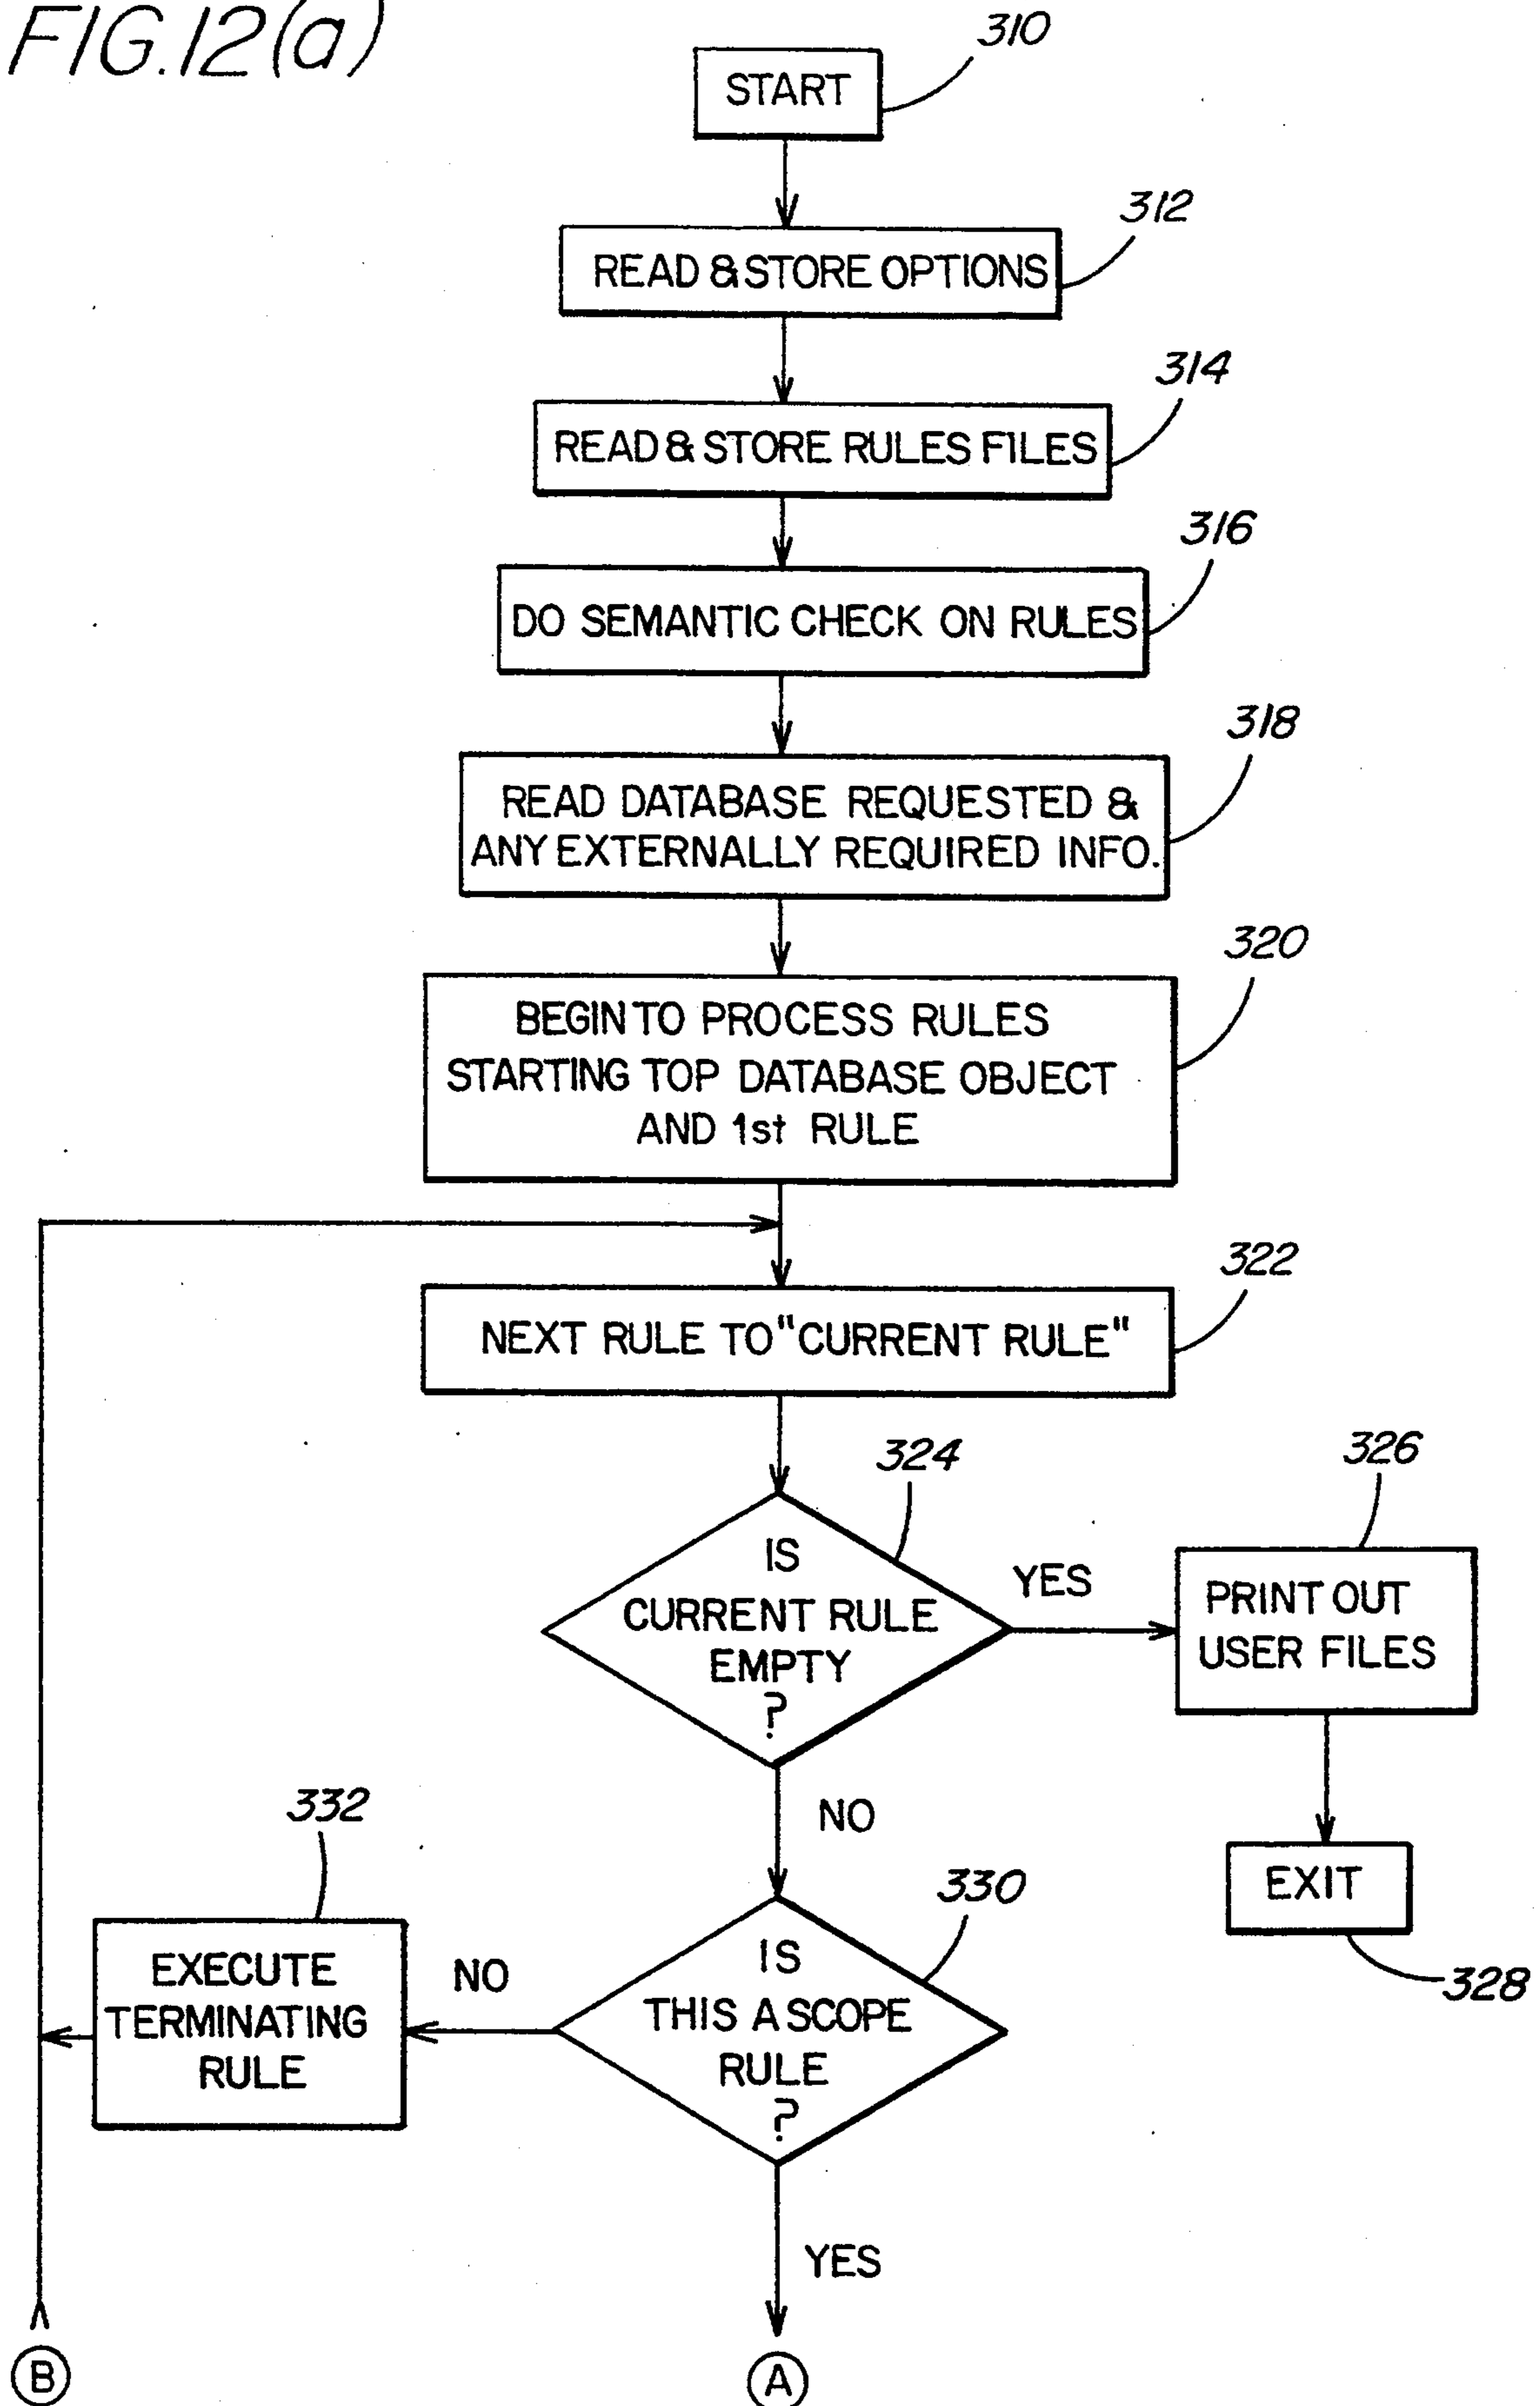 FIG.12(a)
310
START
312
READ & STORE OPTIONS
314
READ & STORE RULES FILES
316
DO SEMANTIC CHECK ON RULES
318
READ DATABASE REQUESTED &
ANY EXTERNALLY REQUIRED INFO.
320
BEGIN TO PROCESS RULES
STARTING TOP DATABASE OBJECT
AND 1st RULE
322
NEXT RULE TO "CURRENT RULE"
324
IS
CURRENT RULE
EMPTY
?
YES
326
PRINT OUT
USER FILES
NO
EXIT
328
330
IS
THIS A SCOPE
RULE
?
NO
332
EXECUTE
TERMINATING
RULE
YES
B
A